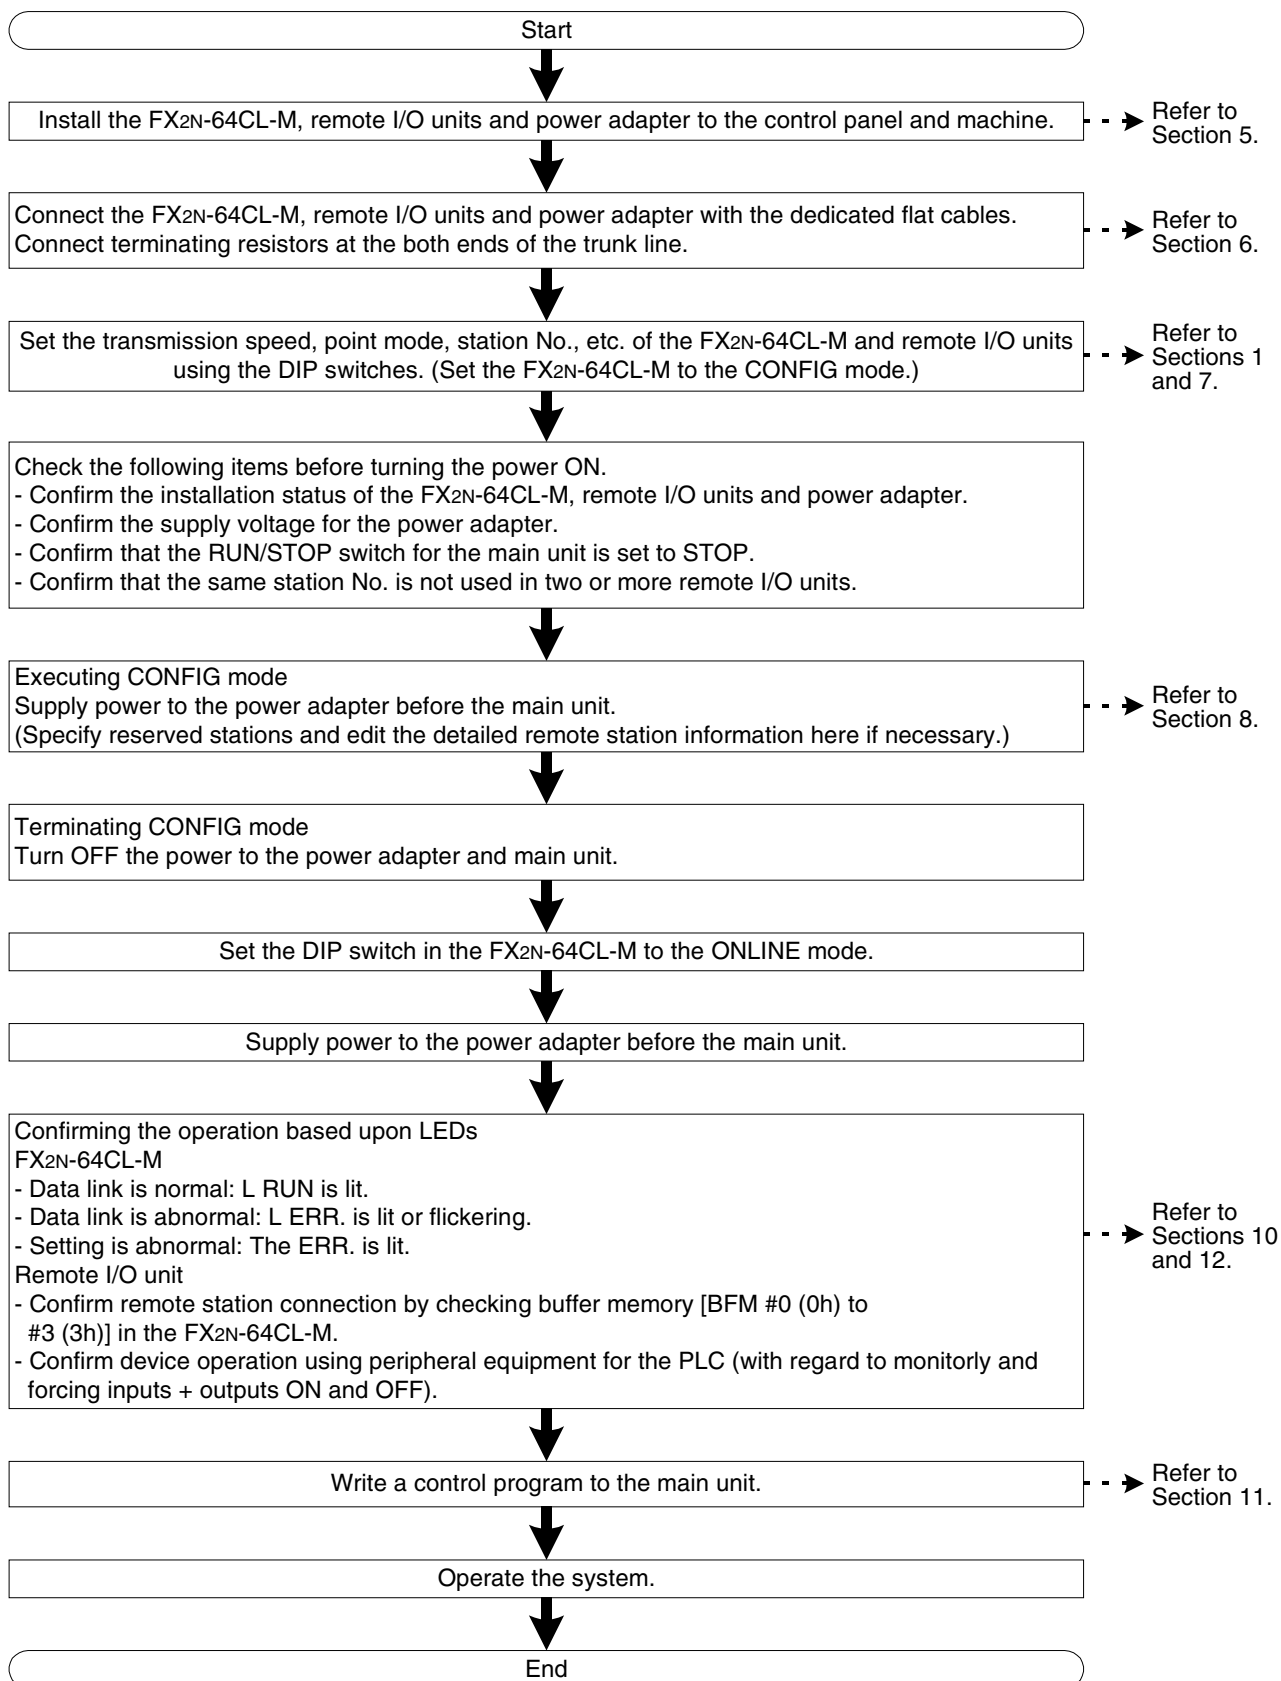 Start
Install the FX2N-64CL-M, remote I/O units and power adapter to the control panel and machine.
Refer to
Section 5.
Connect the FX2N-64CL-M, remote I/O units and power adapter with the dedicated flat cables.
Connect terminating resistors at the both ends of the trunk line.
Refer to
Section 6.
Set the transmission speed, point mode, station No., etc. of the FX2N-64CL-M and remote I/O units
using the DIP switches. (Set the FX2N-64CL-M to the CONFIG mode.)
Refer to
Sections 1
and 7.
Check the following items before turning the power ON.
- Confirm the installation status of the FX2N-64CL-M, remote I/O units and power adapter.
- Confirm the supply voltage for the power adapter.
- Confirm that the RUN/STOP switch for the main unit is set to STOP.
- Confirm that the same station No. is not used in two or more remote I/O units.
Executing CONFIG mode
Supply power to the power adapter before the main unit.
(Specify reserved stations and edit the detailed remote station information here if necessary.)
Refer to
Section 8.
Terminating CONFIG mode
Turn OFF the power to the power adapter and main unit.
Set the DIP switch in the FX2N-64CL-M to the ONLINE mode.
Supply power to the power adapter before the main unit.
Confirming the operation based upon LEDs
FX2N-64CL-M
- Data link is normal: L RUN is lit.
- Data link is abnormal: L ERR. is lit or flickering.
- Setting is abnormal: The ERR. is lit.
Remote I/O unit
- Confirm remote station connection by checking buffer memory [BFM #0 (0h) to
#3 (3h)] in the FX2N-64CL-M.
- Confirm device operation using peripheral equipment for the PLC (with regard to monitorly and
forcing inputs + outputs ON and OFF).
Refer to
Sections 10
and 12.
Write a control program to the main unit.
Refer to
Section 11.
Operate the system.
End